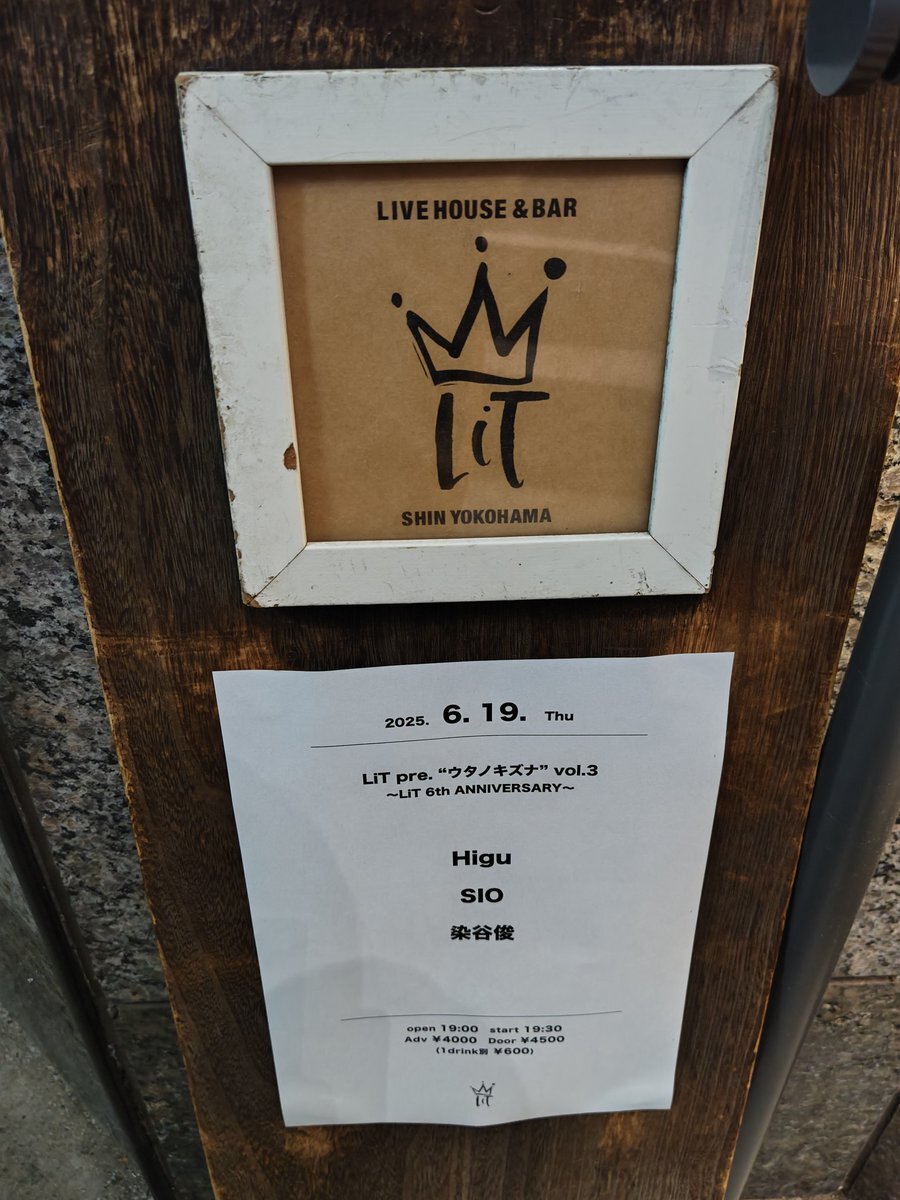 LIVE HOUSE & BAR
LiT
SHIN YOKOHAMA
2025. 6. 19. Thu
LiT pre. “ウタノキズナ” vol.3
～LiT 6th ANNIVERSARY～
Higu
SIO
染谷俊
open 19:00 start 19:30
Adv ¥4000 Door ¥4500
(1drink別 ¥600)
LiT